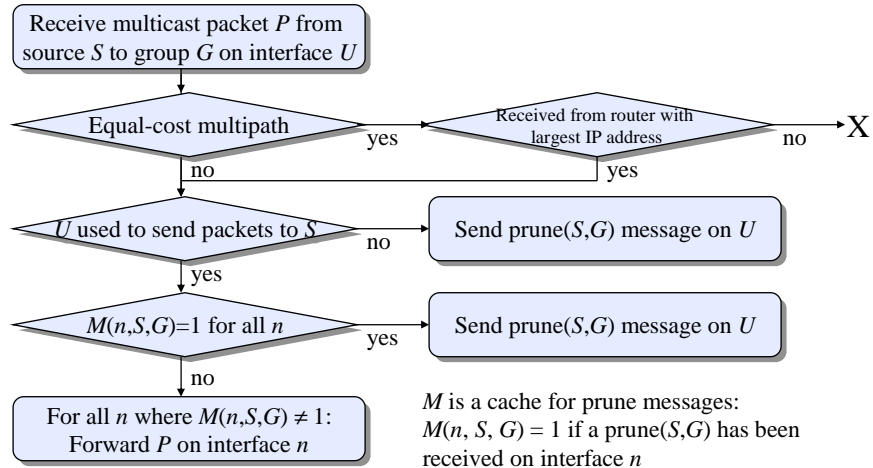 Receive multicast packet P from
source S to group G on interface U
Equal-cost multipath
yes
Received from router with
largest IP address
no
X
no
yes
U used to send packets to S
no
Send prune(S,G) message on U
yes
M(n,S,G)=1 for all n
yes
Send prune(S,G) message on U
no
For all n where M(n,S,G) ≠ 1:
Forward P on interface n
M is a cache for prune messages:
M(n, S, G) = 1 if a prune(S,G) has been
received on interface n